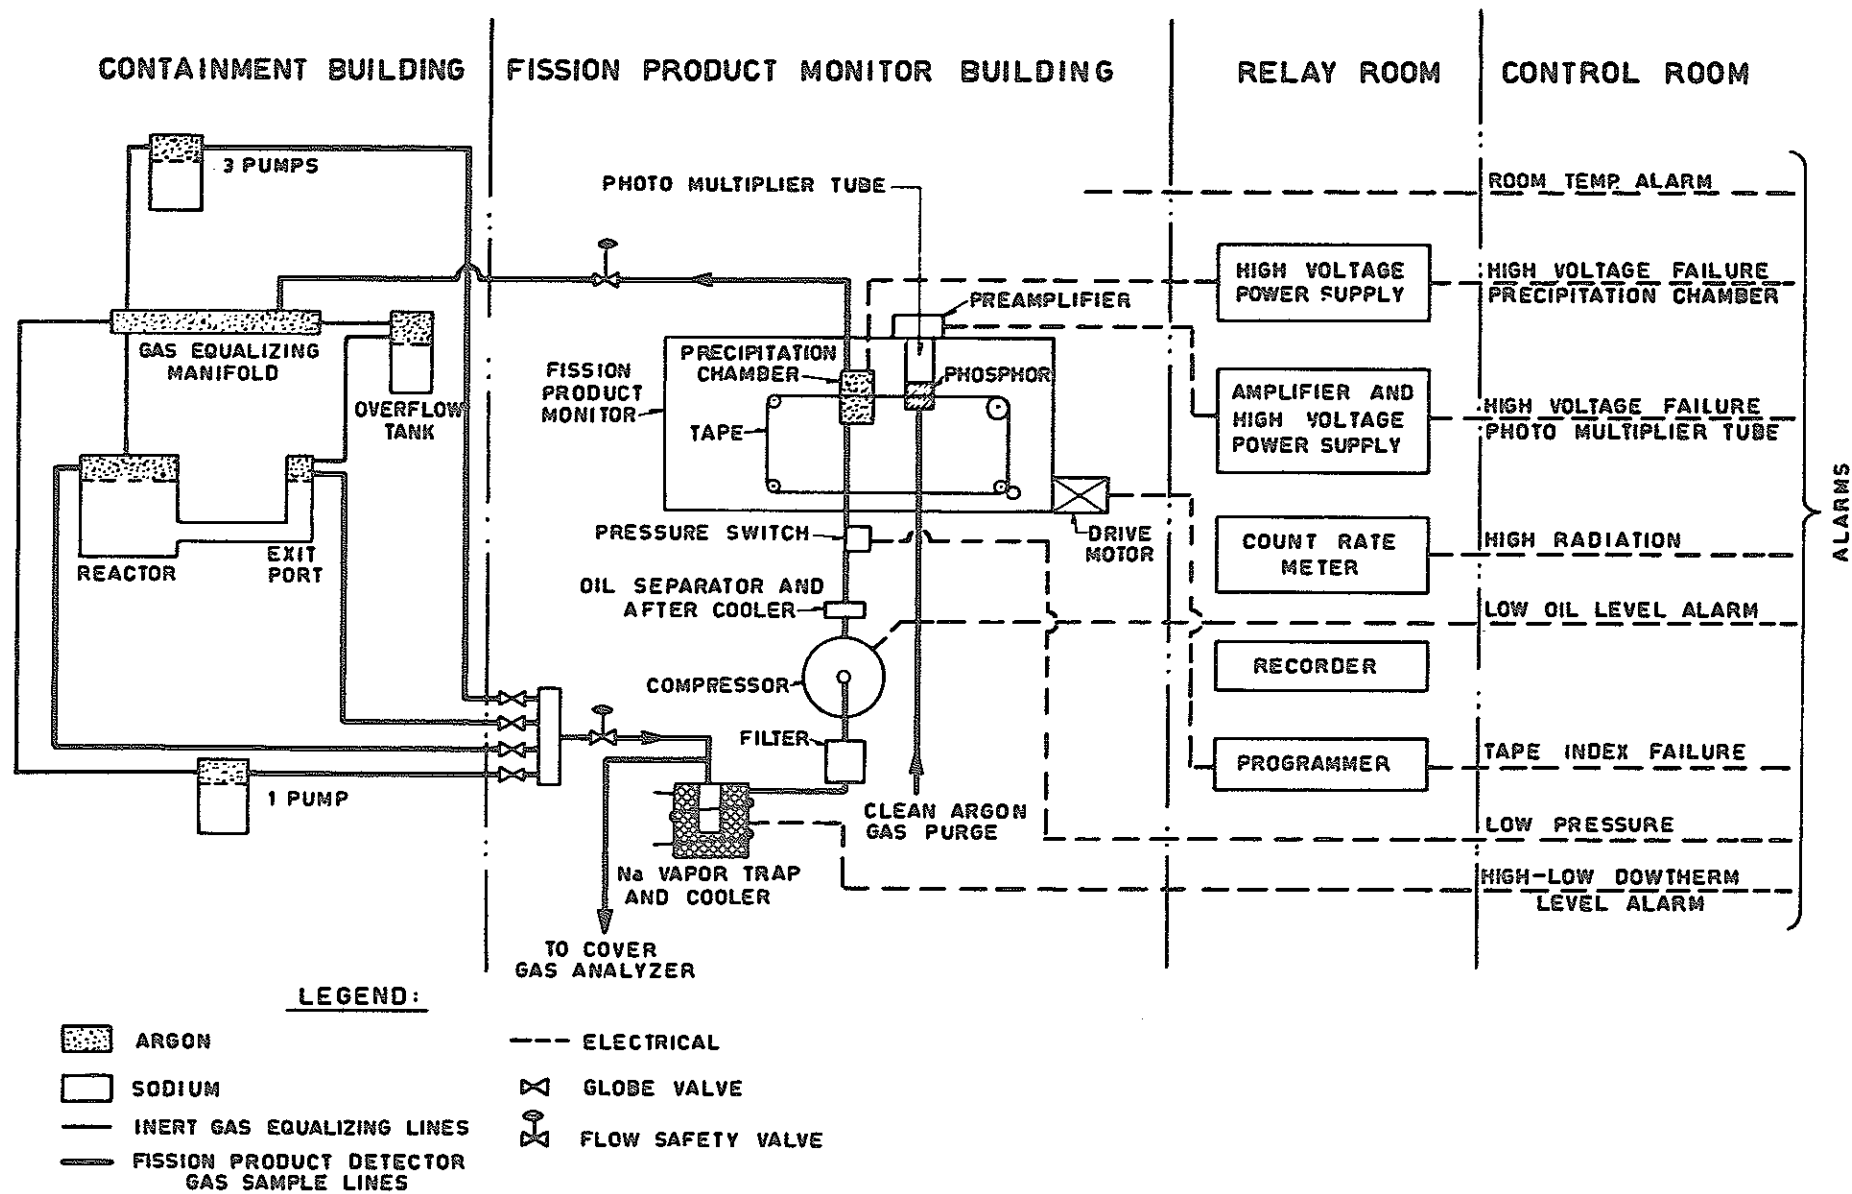 CONTAINMENT BUILDING
FISSION PRODUCT MONITOR BUILDING
RELAY ROOM
CONTROL ROOM
3 PUMPS
PHOTO MULTIPLIER TUBE
ROOM TEMP. ALARM
HIGH VOLTAGE
POWER SUPPLY
HIGH VOLTAGE FAILURE
PRECIPITATION CHAMBER
PREAMPLIFIER
GAS EQUALIZING
MANIFOLD
OVERFLOW
TANK
FISSION
PRODUCT
MONITOR
PRECIPITATION
CHAMBER
PHOSPHOR
TAPE
AMPLIFIER AND
HIGH VOLTAGE
POWER SUPPLY
HIGH VOLTAGE FAILURE
PHOTO MULTIPLIER TUBE
ALARMS
REACTOR
EXIT
PORT
PRESSURE SWITCH
DRIVE
MOTOR
COUNT RATE
METER
HIGH RADIATION
OIL SEPARATOR AND
AFTER COOLER
LOW OIL LEVEL ALARM
COMPRESSOR
RECORDER
FILTER
PROGRAMMER
TAPE INDEX FAILURE
1 PUMP
CLEAN ARGON
GAS PURGE
LOW PRESSURE
Na VAPOR TRAP
AND COOLER
HIGH-LOW DOWTHERM
LEVEL ALARM
TO COVER
GAS ANALYZER
LEGEND:
ARGON
SODIUM
INERT GAS EQUALIZING LINES
FISSION PRODUCT DETECTOR
GAS SAMPLE LINES
ELECTRICAL
GLOBE VALVE
FLOW SAFETY VALVE